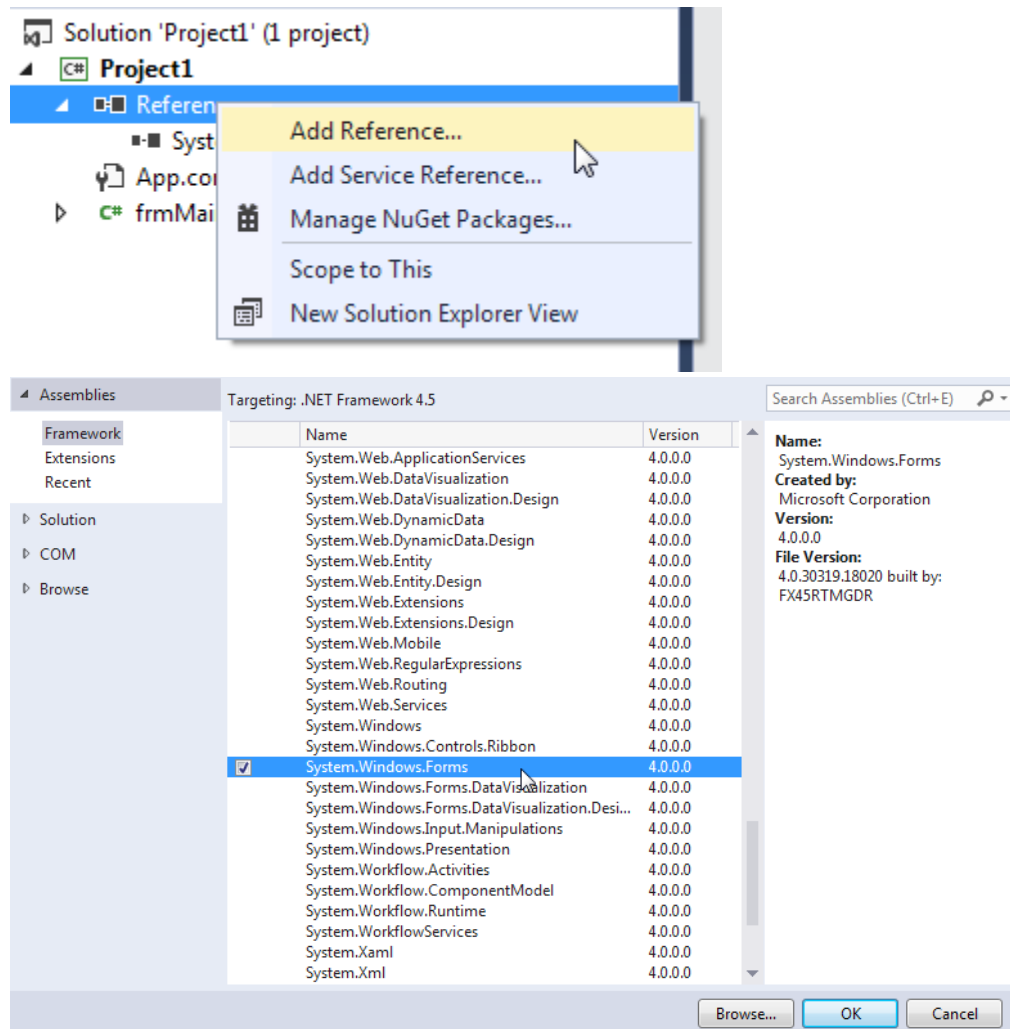 Solution 'Project1' (1 project)
C# Project1
Referen
Add Reference...
Syst
Add Service Reference...
App.con
C# frmMai
Manage NuGet Packages...
Scope to This
New Solution Explorer View
Assemblies
Framework
Extensions
Recent
Solution
COM
Browse
Targeting: .NET Framework 4.5
Search Assemblies (Ctrl+E)
Name Version
System.Web.ApplicationServices 4.0.0.0
System.Web.DataVisualization 4.0.0.0
System.Web.DataVisualization.Design 4.0.0.0
System.Web.DynamicData 4.0.0.0
System.Web.DynamicData.Design 4.0.0.0
System.Web.Entity 4.0.0.0
System.Web.Entity.Design 4.0.0.0
System.Web.Extensions 4.0.0.0
System.Web.Extensions.Design 4.0.0.0
System.Web.Mobile 4.0.0.0
System.Web.RegularExpressions 4.0.0.0
System.Web.Routing 4.0.0.0
System.Web.Services 4.0.0.0
System.Windows 4.0.0.0
System.Windows.Controls.Ribbon 4.0.0.0
System.Windows.Forms 4.0.0.0
System.Windows.Forms.DataVisualization 4.0.0.0
System.Windows.Forms.DataVisualization.Desi... 4.0.0.0
System.Windows.Input.Manipulations 4.0.0.0
System.Windows.Presentation 4.0.0.0
System.Workflow.Activities 4.0.0.0
System.Workflow.ComponentModel 4.0.0.0
System.Workflow.Runtime 4.0.0.0
System.WorkflowServices 4.0.0.0
System.Xaml 4.0.0.0
System.Xml 4.0.0.0
Name:
System.Windows.Forms
Created by:
Microsoft Corporation
Version:
4.0.0.0
File Version:
4.0.30319.18020 built by:
FX45RTMGDR
Browse... OK Cancel